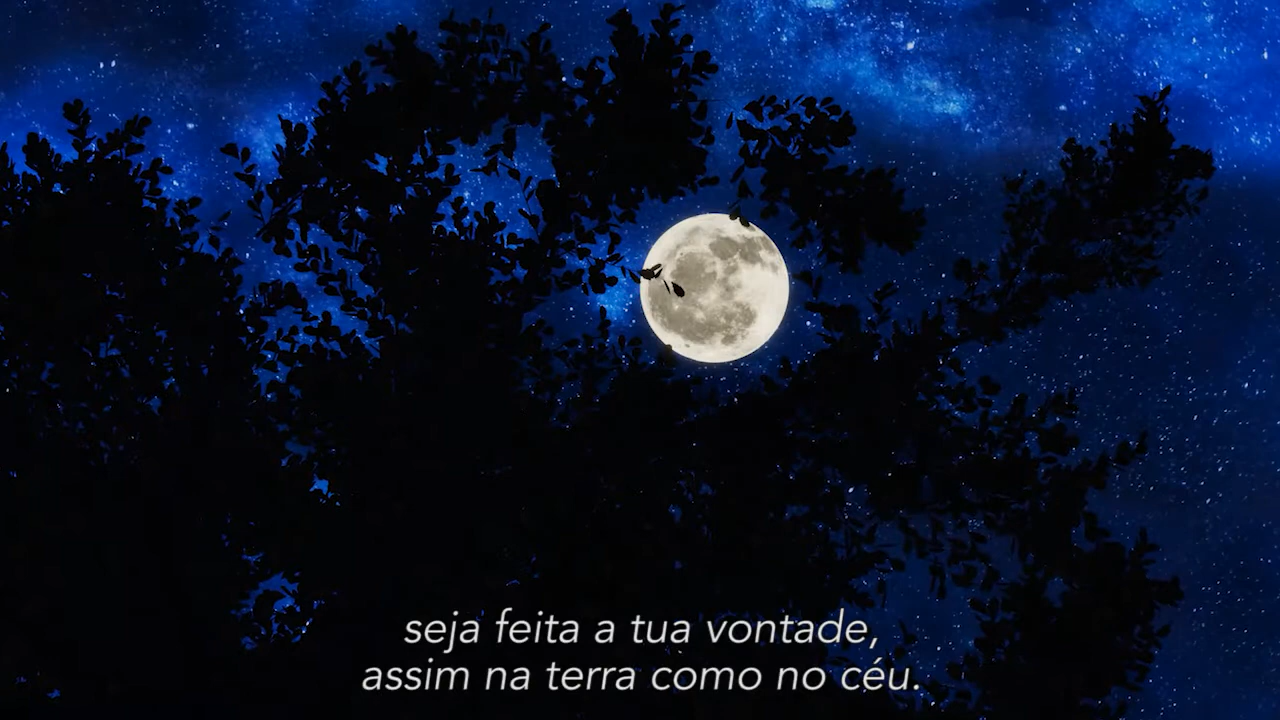 seja feita a tua vontade,
assim na terra como no céu.